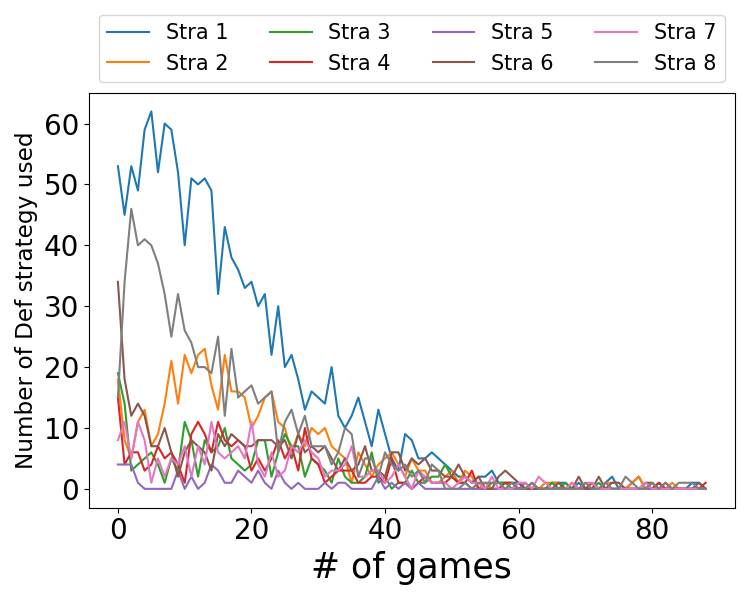 Stra 1 Stra 3 Stra 5 Stra 7
Stra 2 Stra 4 Stra 6 Stra 8
Number of Def strategy used
60
50
40
30
20
10
0
0 20 40 60 80
# of games